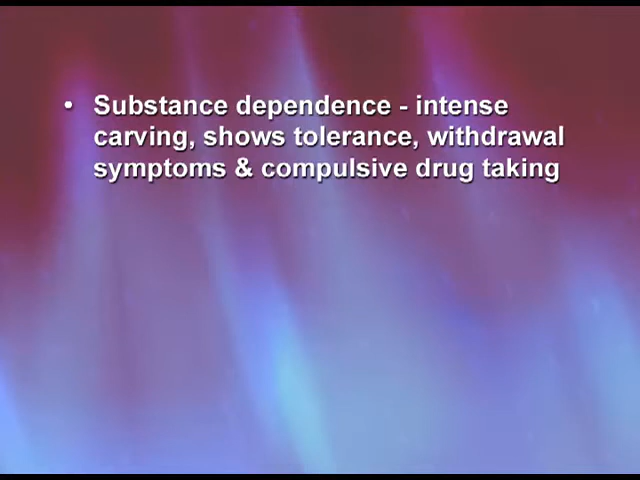 • Substance dependence - intense
carving, shows tolerance, withdrawal
symptoms & compulsive drug taking